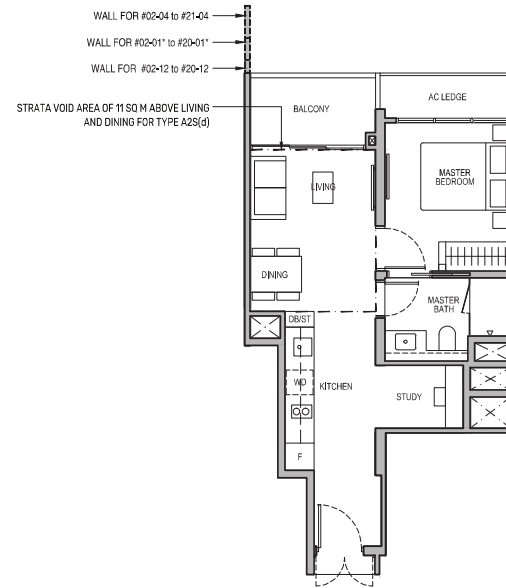 WALL FOR #02-04 to #21-04
WALL FOR #02-01* to #20-01*
WALL FOR #02-12 to #20-12
STRATA VOID AREA OF 11 SQ M ABOVE LIVING
AND DINING FOR TYPE A2S(d)
BALCONY
AC LEDGE
LIVING
MASTER
BEDROOM
DINING
MASTER
BATH
DB/ST
WD
KITCHEN
STUDY
F